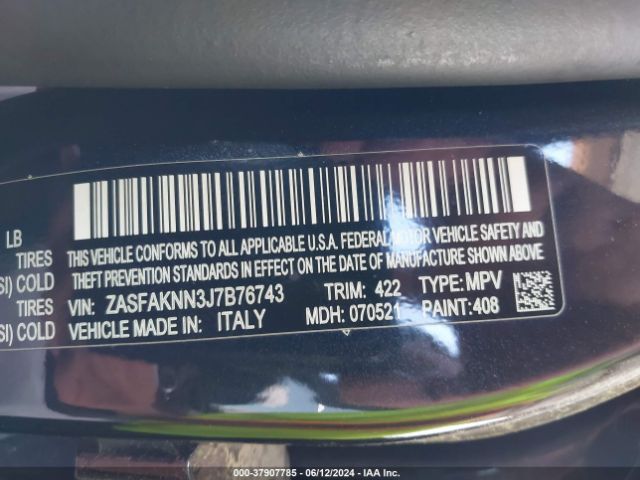 LB
TIRES
SI) COLD
TIRES
SI) COLD
THIS VEHICLE CONFORMS TO ALL APPLICABLE U.S.A. FEDERAL MOTOR VEHICLE SAFETY AND
THEFT PREVENTION STANDARDS IN EFFECT ON THE DATE OF MANUFACTURE SHOWN ABOVE
VIN: ZASFAKNN3J7B76743 TRIM: 422 TYPE: MPV
VEHICLE MADE IN: ITALY MDH: 070521 PAINT: 408
000-37907785 - 06/12/2024 - IAA Inc.